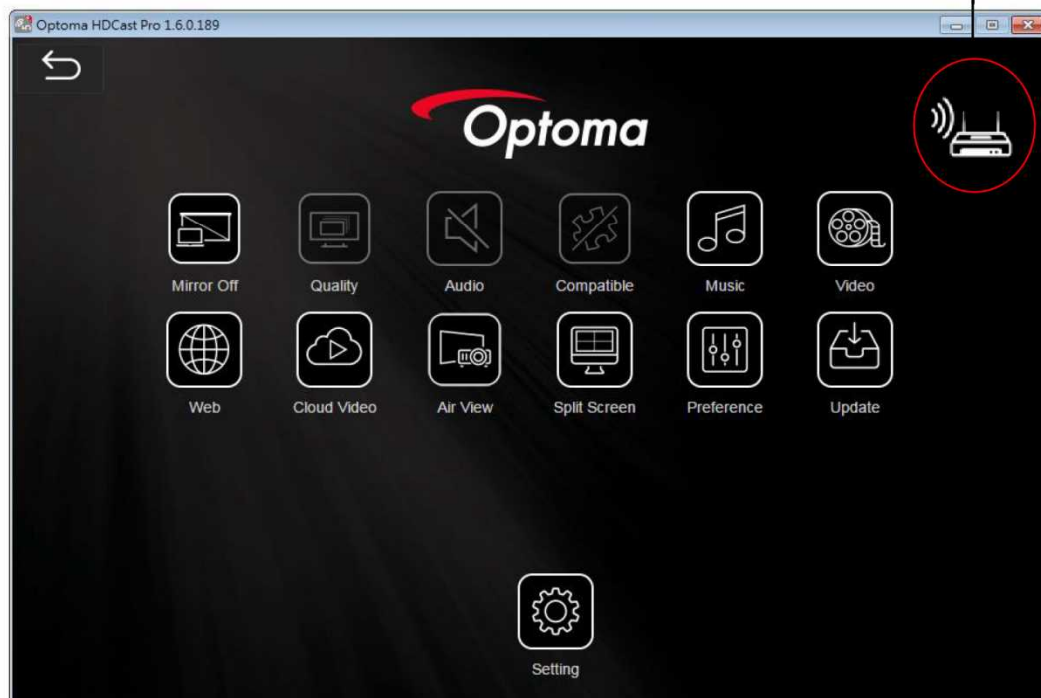 Optoma HDCast Pro 1.6.0.189
Optoma
Mirror Off Quality Audio Compatible Music Video
Web Cloud Video Air View Split Screen Preference Update
Setting